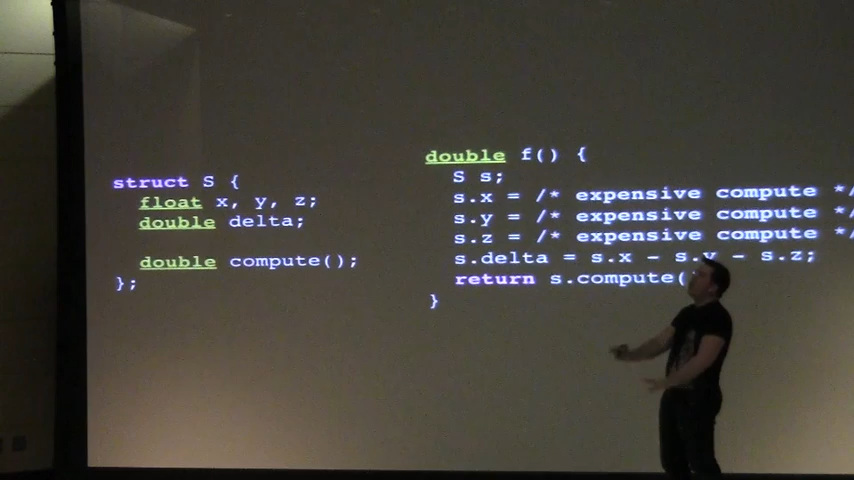 struct S {
float x, y, z;
double delta;
double compute();
};
double f() {
S s;
s.x = /* expensive compute */
s.y = /* expensive compute */
s.z = /* expensive compute */
s.delta = s.x - s.y - s.z;
return s.compute(
}